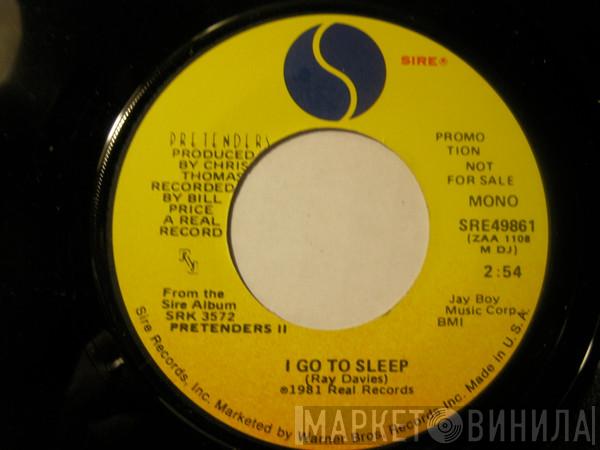 SIRE®
PRETENDERS
PRODUCED
BY CHRIS
THOMAS
RECORDED
BY BILL
PRICE
A REAL
RECORD
PROMO
TION
NOT
FOR SALE
MONO
SRE49861
(ZAA 1108
M DJ)
2:54
Jay Boy
Music Corp.
BMI
From the
Sire Album
SRK 3572
PRETENDERS II
I GO TO SLEEP
(Ray Davies)
℗1981 Real Records
Sire Records, Inc. Marketed by Warner Bros. Records Inc. Made in U.S.A.
МАРКЕТ ВИНИЛА